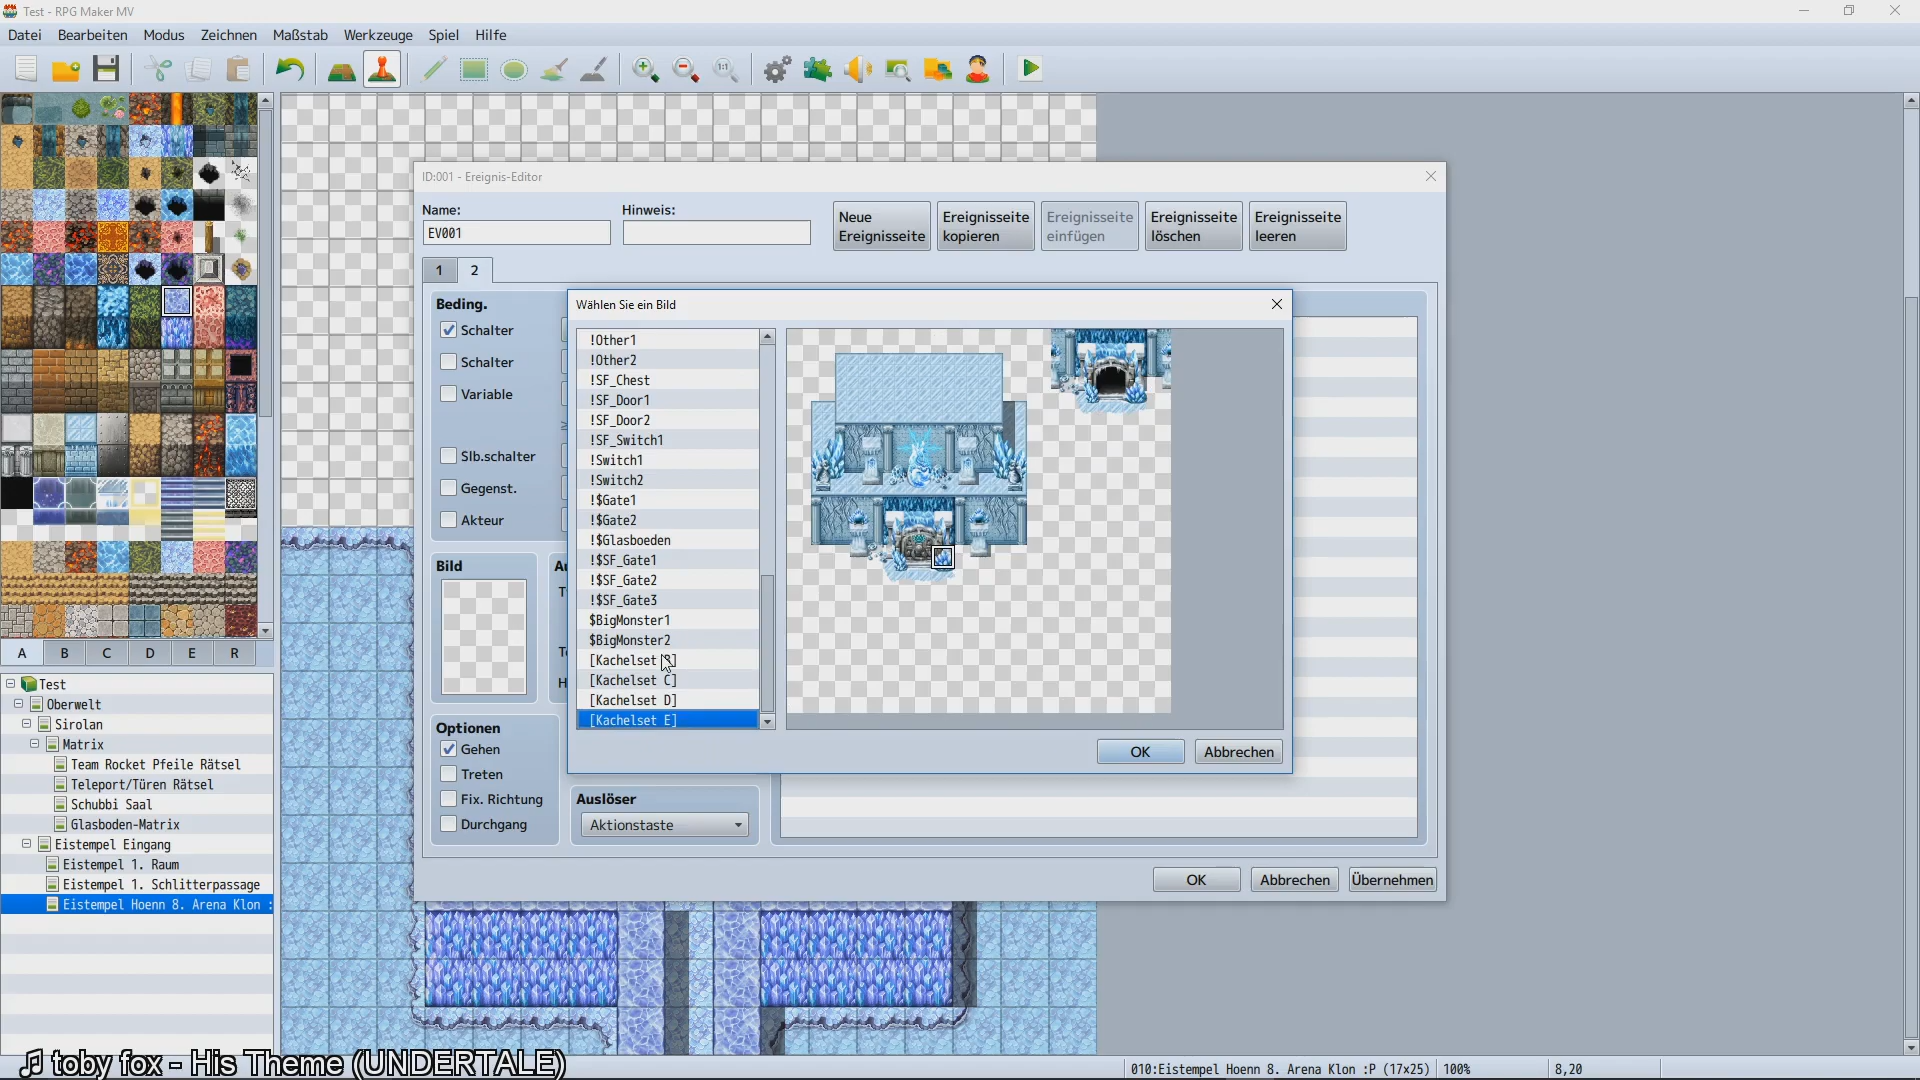 Test - RPG Maker MV
Datei Bearbeiten Modus Zeichnen Maßstab Werkzeuge Spiel Hilfe
1:1
ID:001 - Ereignis-Editor
Name:
Hinweis:
EV001
Neue Ereignisseite
Ereignisseite kopieren
Ereignisseite einfügen
Ereignisseite löschen
Ereignisseite leeren
1 2
Beding.
Schalter
Schalter
Variable
≥
Slb.schalter
Gegenst.
Akteur
Bild
Optionen
Gehen
Treten
Fix. Richtung
Durchgang
Auslöser
Aktionstaste
OK Abbrechen Übernehmen
Wählen Sie ein Bild
!Other1
!Other2
!SF_Chest
!SF_Door1
!SF_Door2
!SF_Switch1
!Switch1
!Switch2
!$Gate1
!$Gate2
!$Glasboeden
!$SF_Gate1
!$SF_Gate2
!$SF_Gate3
$BigMonster1
$BigMonster2
[Kachelset B]
[Kachelset C]
[Kachelset D]
[Kachelset E]
OK Abbrechen
A B C D E R
Test
Oberwelt
Sirolan
Matrix
Team Rocket Pfeile Rätsel
Teleport/Türen Rätsel
Schubbi Saal
Glasboden-Matrix
Eistempel Eingang
Eistempel 1. Raum
Eistempel 1. Schlitterpassage
Eistempel Hoenn 8. Arena Klon :
♫ toby fox - His Theme (UNDERTALE)
010:Eistempel Hoenn 8. Arena Klon :P (17x25) 100% 8,20